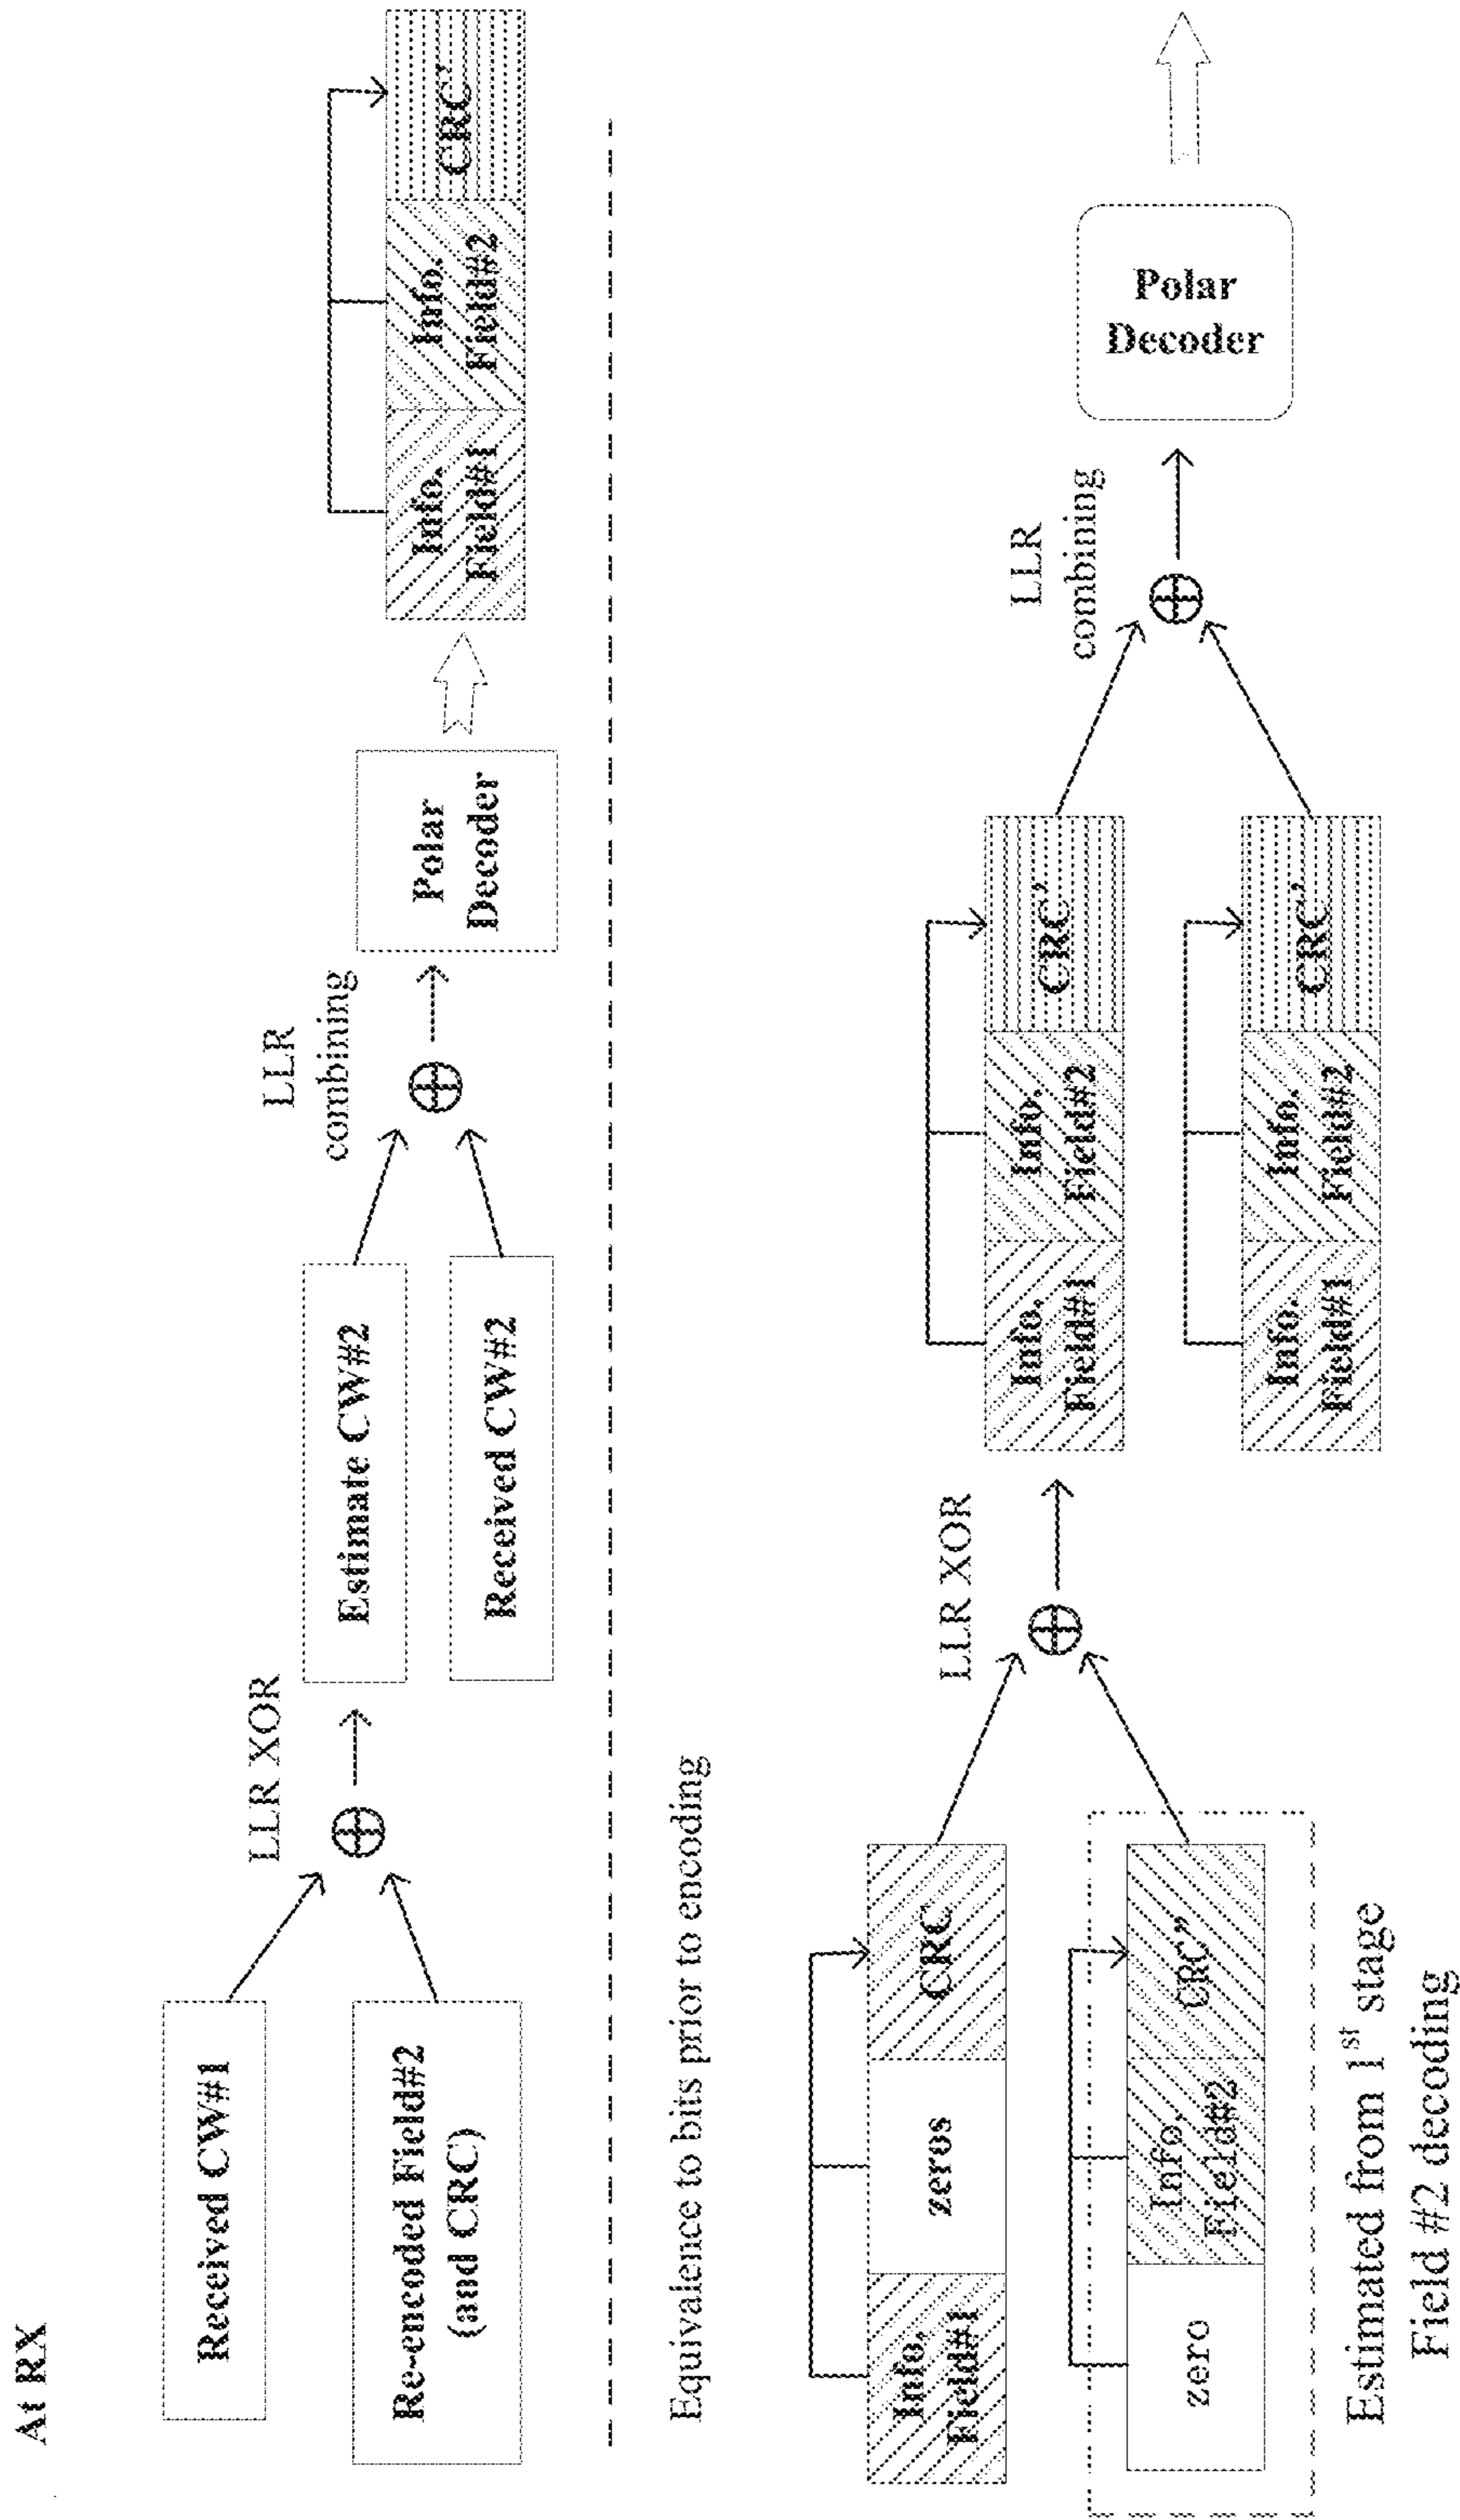 At RX
Received CW#1
Re-encoded Field#2
(and CRC)
LLR XOR
Estimate CW#2
Received CW#2
LLR
combining
Polar
Decoder
Info.
Field#1
Info.
Field#2
CRC'
Equivalence to bits prior to encoding
Info.
Field#1
zeros
CRC
zero
Info.
Field#2
CRC"
Estimated from 1st stage
Field #2 decoding
LLR XOR
Info.
Field#1
Info.
Field#2
CRC'
Info.
Field#1
Info.
Field#2
CRC'
LLR
combining
Polar
Decoder